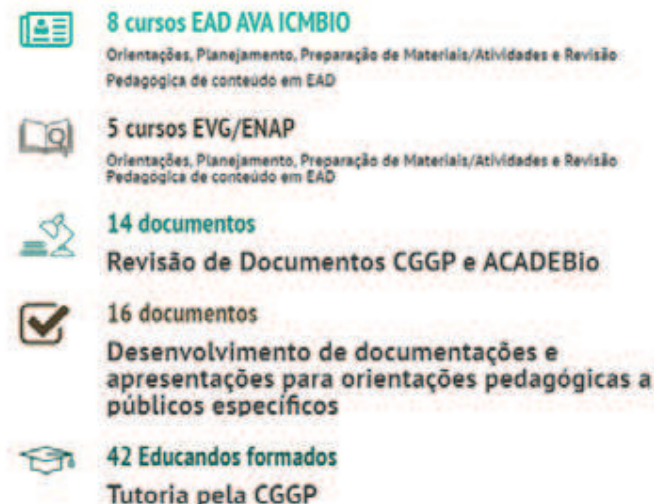 8 cursos EAD AVA ICMBIO
Orientações, Planejamento, Preparação de Materiais/Atividades e Revisão
Pedagógica de conteúdo em EAD
5 cursos EVG/ENAP
Orientações, Planejamento, Preparação de Materiais/Atividades e Revisão
Pedagógica de conteúdo em EAD
14 documentos
Revisão de Documentos CGGP e ACADEBio
16 documentos
Desenvolvimento de documentações e
apresentações para orientações pedagógicas a
públicos específicos
42 Educandos formados
Tutoria pela CGGP